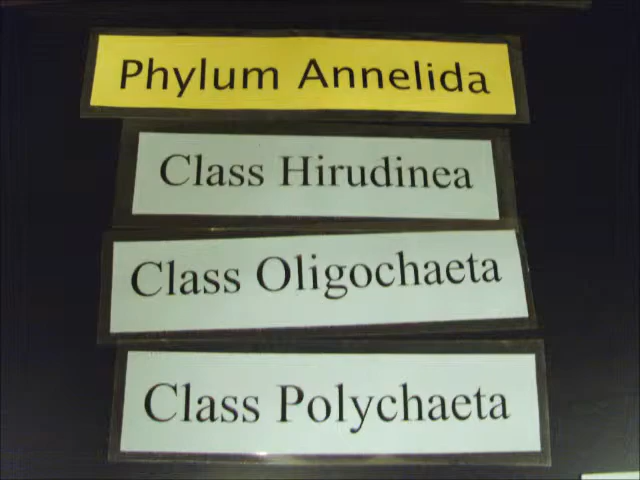 Phylum Annelida
Class Hirudinea
Class Oligochaeta
Class Polychaeta